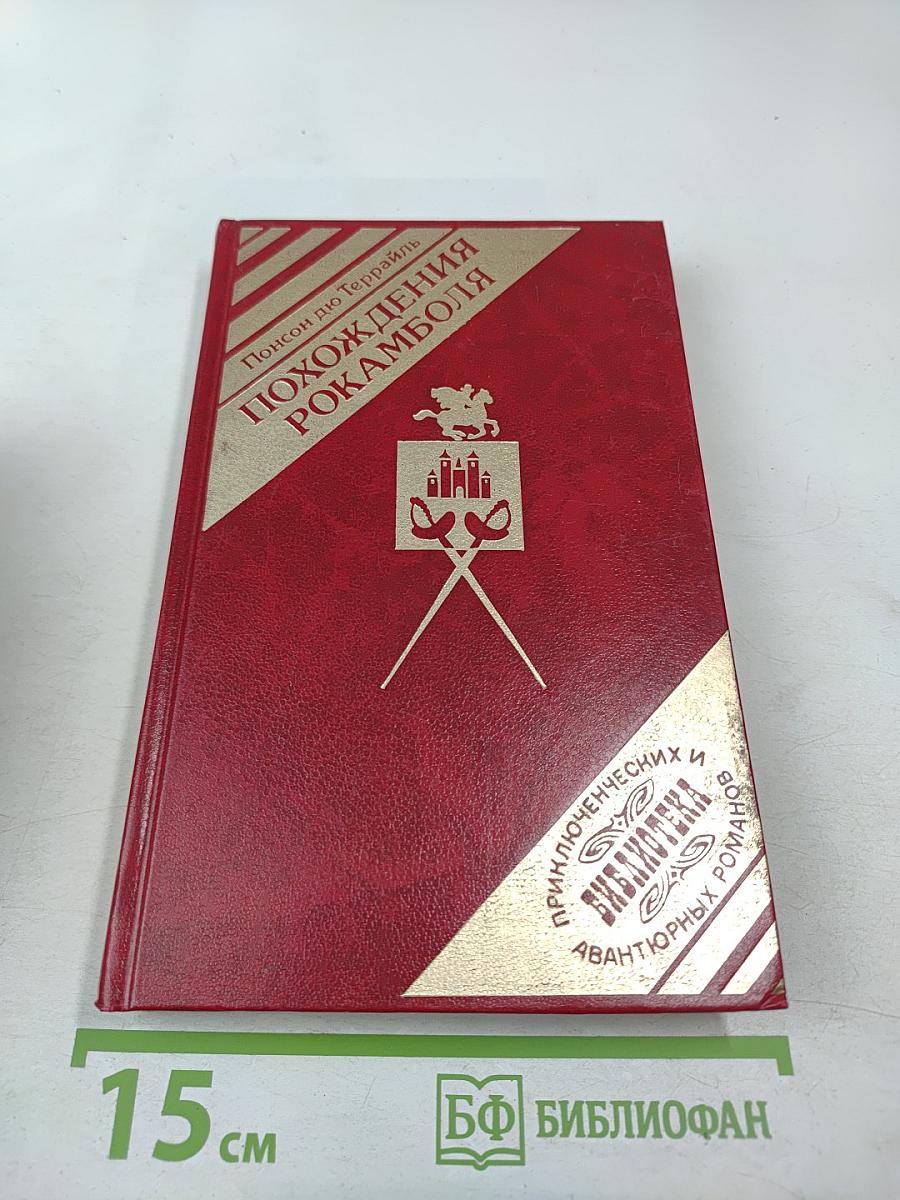 Понсон дю Террайль
ПОХОЖДЕНИЯ
РОКАМБОЛЯ
БИБЛИОТЕКА
ПРИКЛЮЧЕНЧЕСКИХ И
АВАНТЮРНЫХ РОМАНОВ
15 см
БФ БИБЛИОФАН